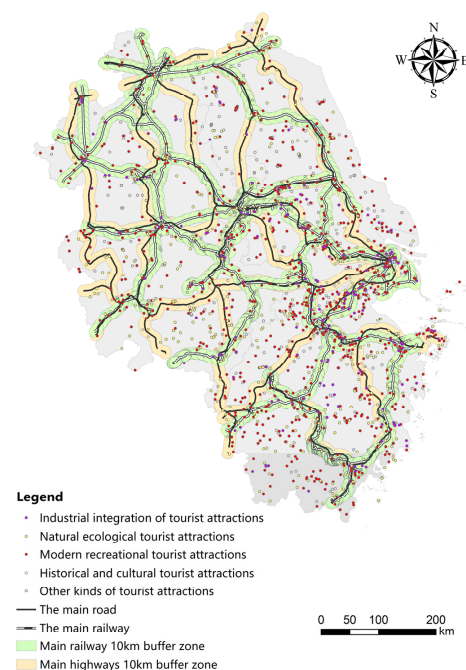 N
W
E
S
Legend
Industrial integration of tourist attractions
Natural ecological tourist attractions
Modern recreational tourist attractions
Historical and cultural tourist attractions
Other kinds of tourist attractions
The main road
The main railway
Main railway 10km buffer zone
Main highways 10km buffer zone
0 50 100 200
km